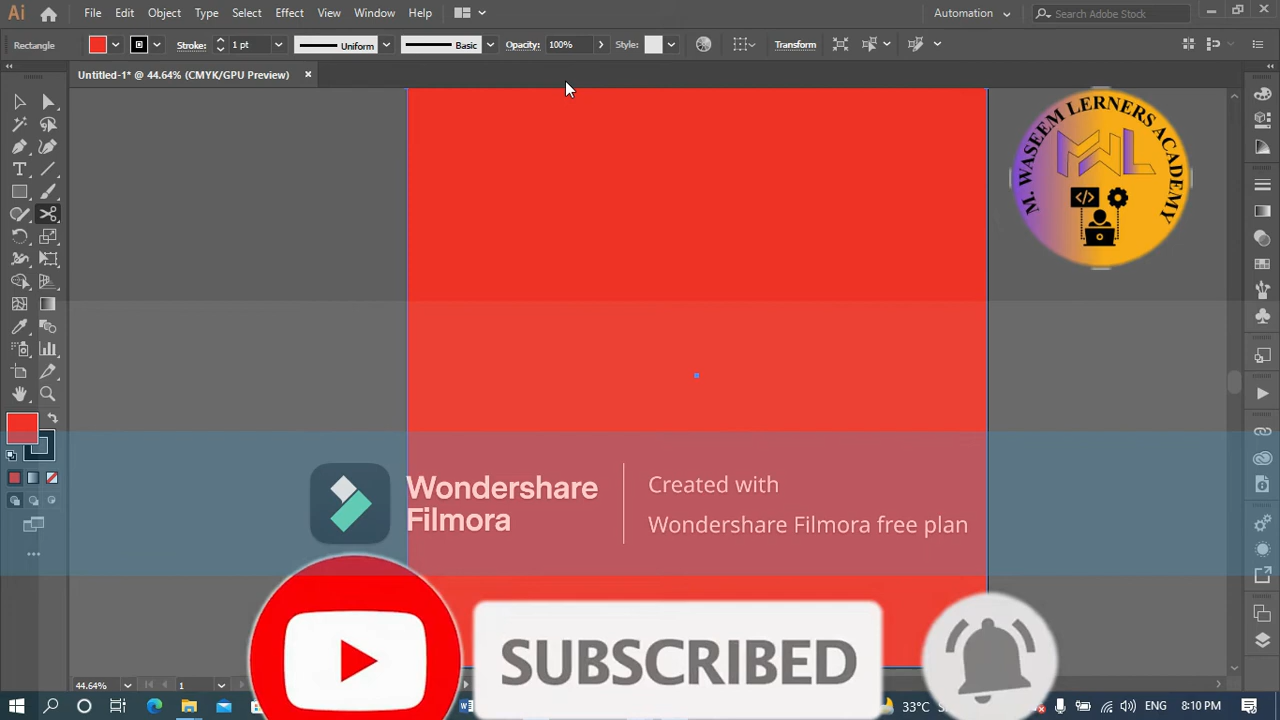 Ai File Edit Object Type Select Effect View Window Help Automation Search Adobe Stock
Rectangle Stroke: 1 pt Uniform Basic Opacity: 100% Style: Transform
Untitled-1* @ 44.64% (CMYK/GPU Preview)
M. WASEEM LERNERS ACADEMY
MWL
Wondershare
Filmora
Created with
Wondershare Filmora free plan
SUBSCRIBED
44.64% 1
33°C ENG 8:10 PM